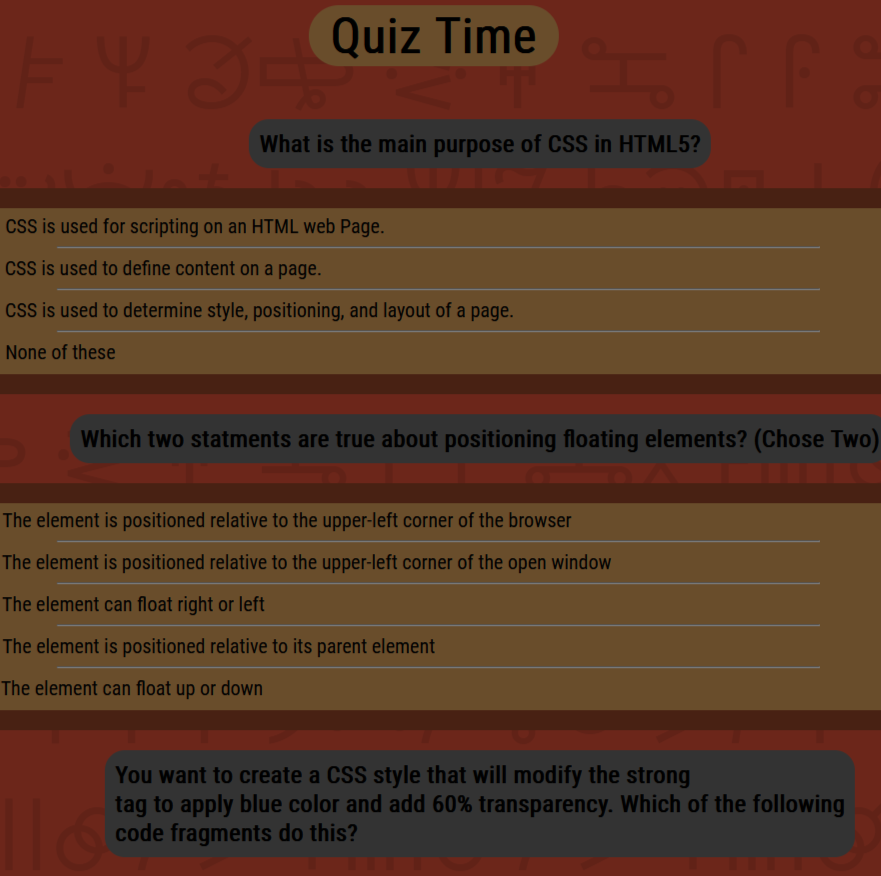 Quiz Time
What is the main purpose of CSS in HTML5?
CSS is used for scripting on an HTML web Page.
CSS is used to define content on a page.
CSS is used to determine style, positioning, and layout of a page.
None of these
Which two statments are true about positioning floating elements? (Chose Two)
The element is positioned relative to the upper-left corner of the browser
The element is positioned relative to the upper-left corner of the open window
The element can float right or left
The element is positioned relative to its parent element
The element can float up or down
You want to create a CSS style that will modify the strong
tag to apply blue color and add 60% transparency. Which of the following
code fragments do this?